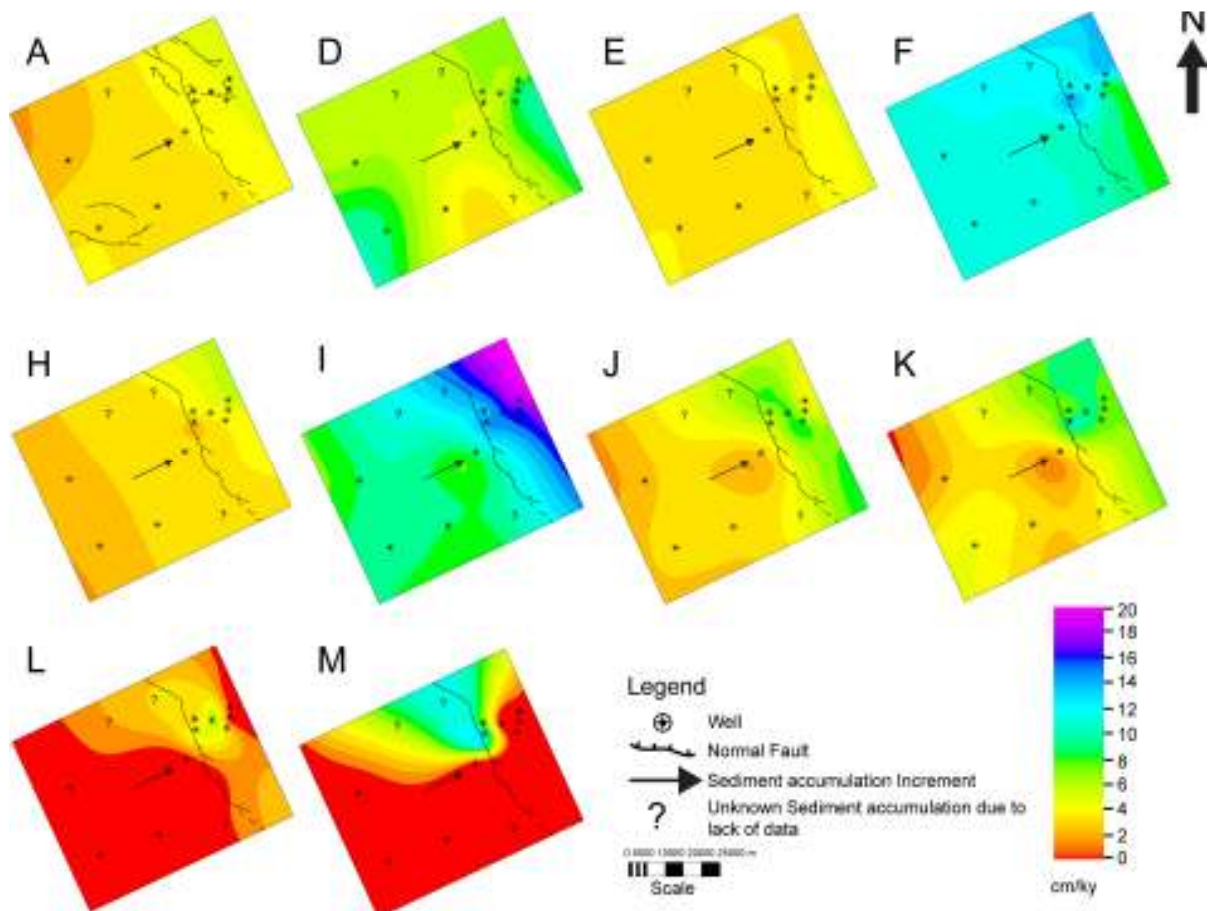 N
A
D
E
F
?
?
?
?
?
?
?
?
H
I
J
K
?
?
?
?
?
?
?
?
?
?
?
?
L
M
?
?
?
?
?
?
Legend
Well
Normal Fault
Sediment accumulation Increment
? Unknown Sediment accumulation due to
lack of data
Scale
20
18
16
14
12
10
8
6
4
2
0
cm/ky